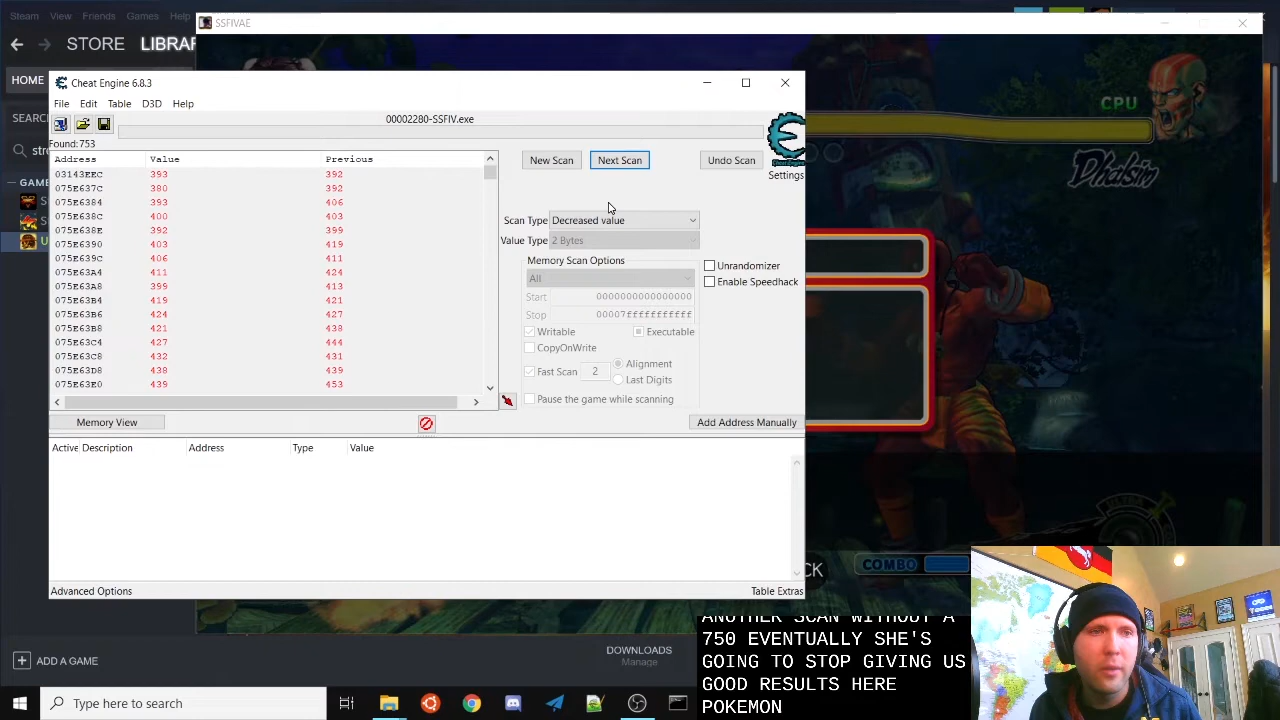 Steam View Friends Games Help
SSFIVAE
STORE
LIBRAR
HOME
Cheat Engine 6.8.3
CPU
File Edit Table D3D Help
00002280-SSFIV.exe
Found: 753
Address Value Previous
New Scan
Next Scan
Undo Scan
Cheat Engine
Settings
Dhalsim
03143EEC 393 392
075E637C 380 392
075E6384 393 406
075E638C 400 403
075E638E 392 399
075E6390 403 419
075E639C 406 411
075E63A4 411 424
075E63A8 399 413
075E63B4 419 421
075E63B6 424 427
075E63B8 421 438
075E63C4 427 444
075E63C8 432 431
075E63D8 438 439
075E63E0 439 453
Scan Type Decreased value
Value Type 2 Bytes
Memory Scan Options
All
Start 0000000000000000
Stop 00007fffffffffff
Writable
Executable
CopyOnWrite
Fast Scan 2
Alignment
Last Digits
Pause the game while scanning
Unrandomizer
Enable Speedhack
Memory View
Add Address Manually
Active Description Address Type Value
Advanced Options
Table Extras
ULTRA
CK
COMBO
ANOTHER SCAN WITHOUT A
750 EVENTUALLY SHE'S
GOING TO STOP GIVING US
GOOD RESULTS HERE
POKEMON
ADD A GAME
DOWNLOADS
Manage
Type here to search